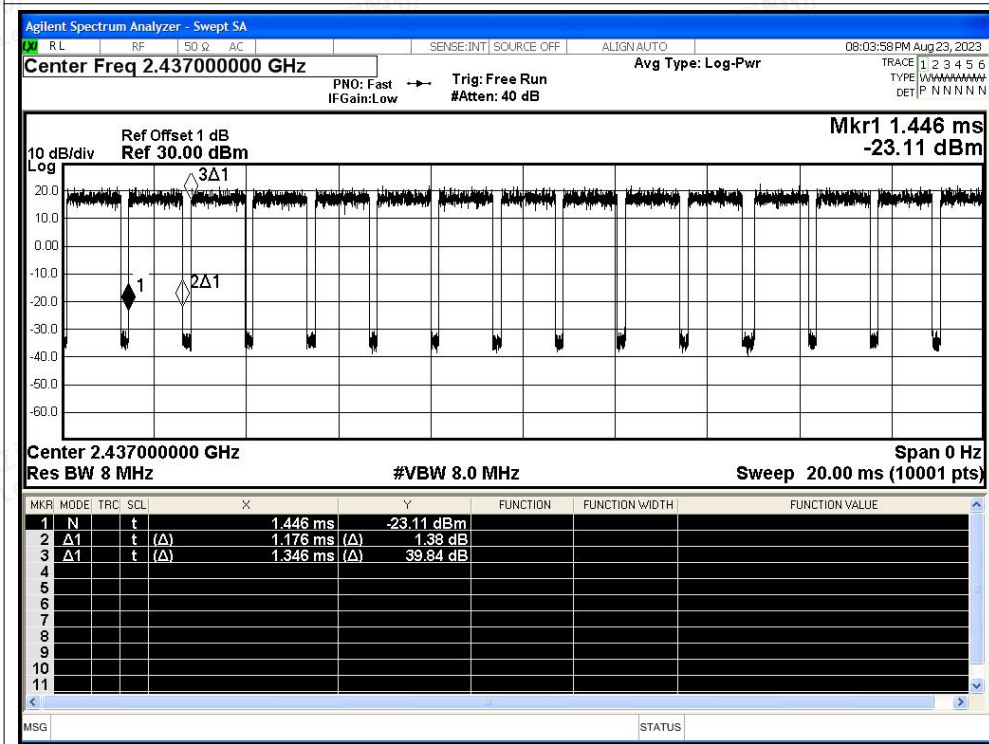 Agilent Spectrum Analyzer - Swept SA
LXI RL RF 50 Ω AC SENSE:INT SOURCE OFF ALIGN AUTO 08:03:58 PM Aug 23, 2023
Center Freq 2.437000000 GHz
PNO: Fast
IFGain:Low
Trig: Free Run
#Atten: 40 dB
Avg Type: Log-Pwr
TRACE 1 2 3 4 5 6
TYPE W
DET P N N N N N
Ref Offset 1 dB
Ref 30.00 dBm
10 dB/div
Log
Mkr1 1.446 ms
-23.11 dBm
3Δ1
20.0
10.0
0.00
-10.0
1
2Δ1
-20.0
-30.0
-40.0
-50.0
-60.0
Center 2.437000000 GHz Span 0 Hz
Res BW 8 MHz #VBW 8.0 MHz Sweep 20.00 ms (10001 pts)
MKR MODE TRC SCL X Y FUNCTION FUNCTION WIDTH FUNCTION VALUE
1 N t 1.446 ms -23.11 dBm
2 Δ1 t (Δ) 1.176 ms (Δ) 1.38 dB
3 Δ1 t (Δ) 1.346 ms (Δ) 39.84 dB
4
5
6
7
8
9
10
11
MSG STATUS